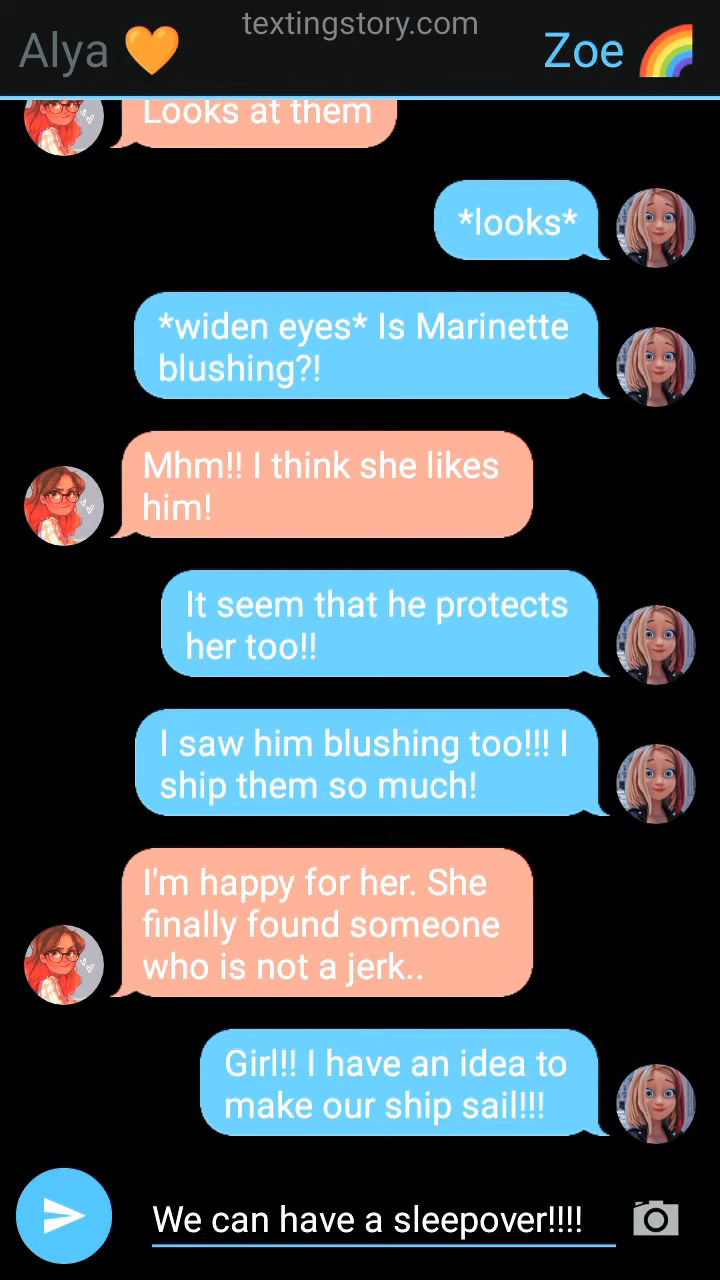 textingstory.com
Alya 🧡
Zoe 🌈
Looks at them
*looks*
*widen eyes* Is Marinette
blushing?!
Mhm!! I think she likes
him!
It seem that he protects
her too!!
I saw him blushing too!!! I
ship them so much!
I'm happy for her. She
finally found someone
who is not a jerk..
Girl!! I have an idea to
make our ship sail!!!
We can have a sleepover!!!!